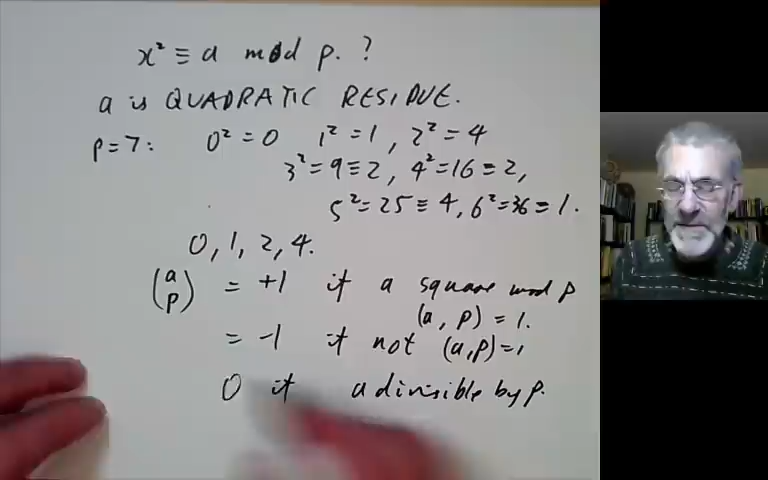 x² ≡ a mod p. ?
a is QUADRATIC RESIDUE.
p=7: 0² = 0 1² = 1, 2² = 4
3² = 9 ≡ 2, 4² = 16 = 2,
5² = 25 ≡ 4, 6² = 36 = 1.
0, 1, 2, 4.
(a/p) = +1 if a square mod p
(a, p) = 1.
= -1 if not (a,p)=1
0 if a divisible by p.